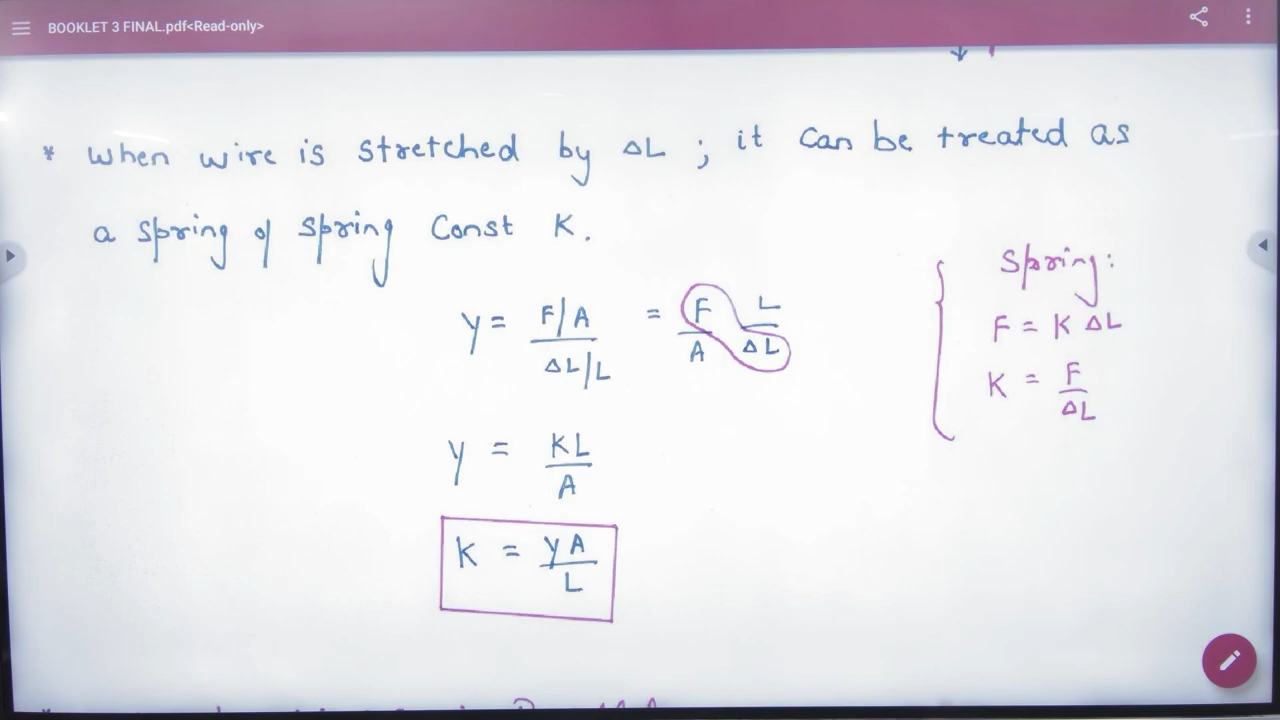 BOOKLET 3 FINAL.pdf<Read-only>
* When wire is stretched by ΔL ; it can be treated as
a spring of spring const K.
Y = F/A / ΔL/L = F/A L/ΔL
Y = KL/A
K = YA/L
Spring:
F = K ΔL
K = F/ΔL